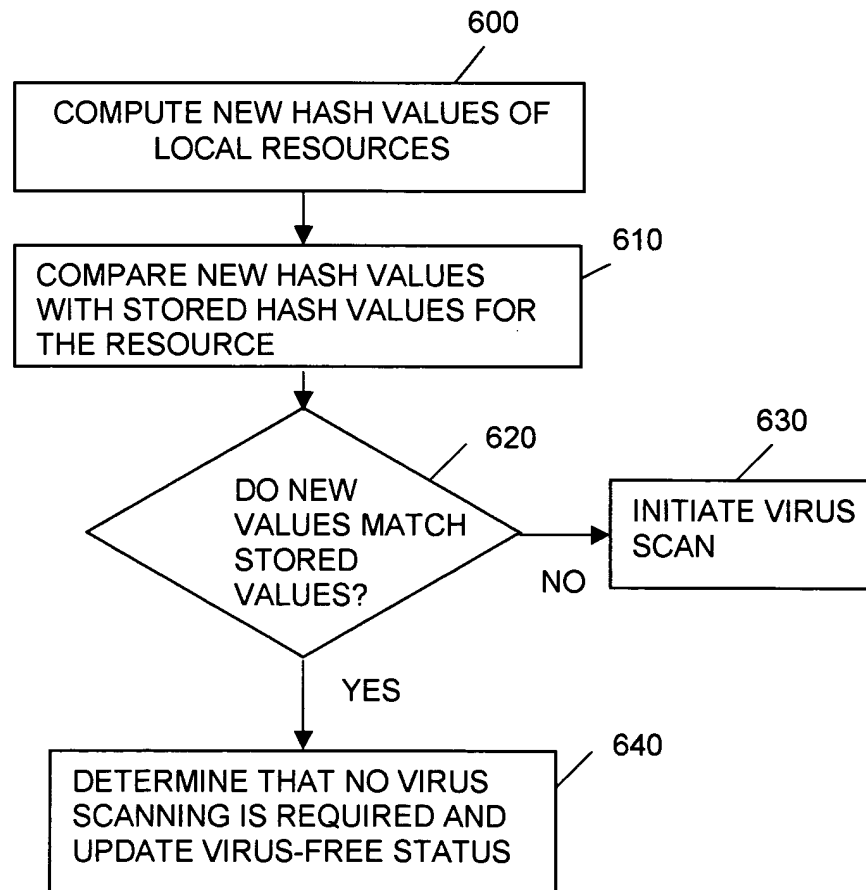 600
COMPUTE NEW HASH VALUES OF
LOCAL RESOURCES
610
COMPARE NEW HASH VALUES
WITH STORED HASH VALUES FOR
THE RESOURCE
620
DO NEW
VALUES MATCH
STORED
VALUES?
630
INITIATE VIRUS
SCAN
NO
YES
640
DETERMINE THAT NO VIRUS
SCANNING IS REQUIRED AND
UPDATE VIRUS-FREE STATUS